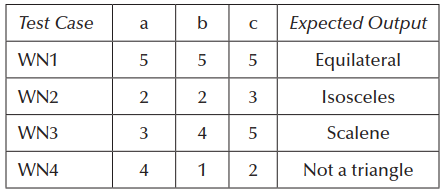 Test Case a b c Expected Output
WN1 5 5 5 Equilateral
WN2 2 2 3 Isosceles
WN3 3 4 5 Scalene
WN4 4 1 2 Not a triangle